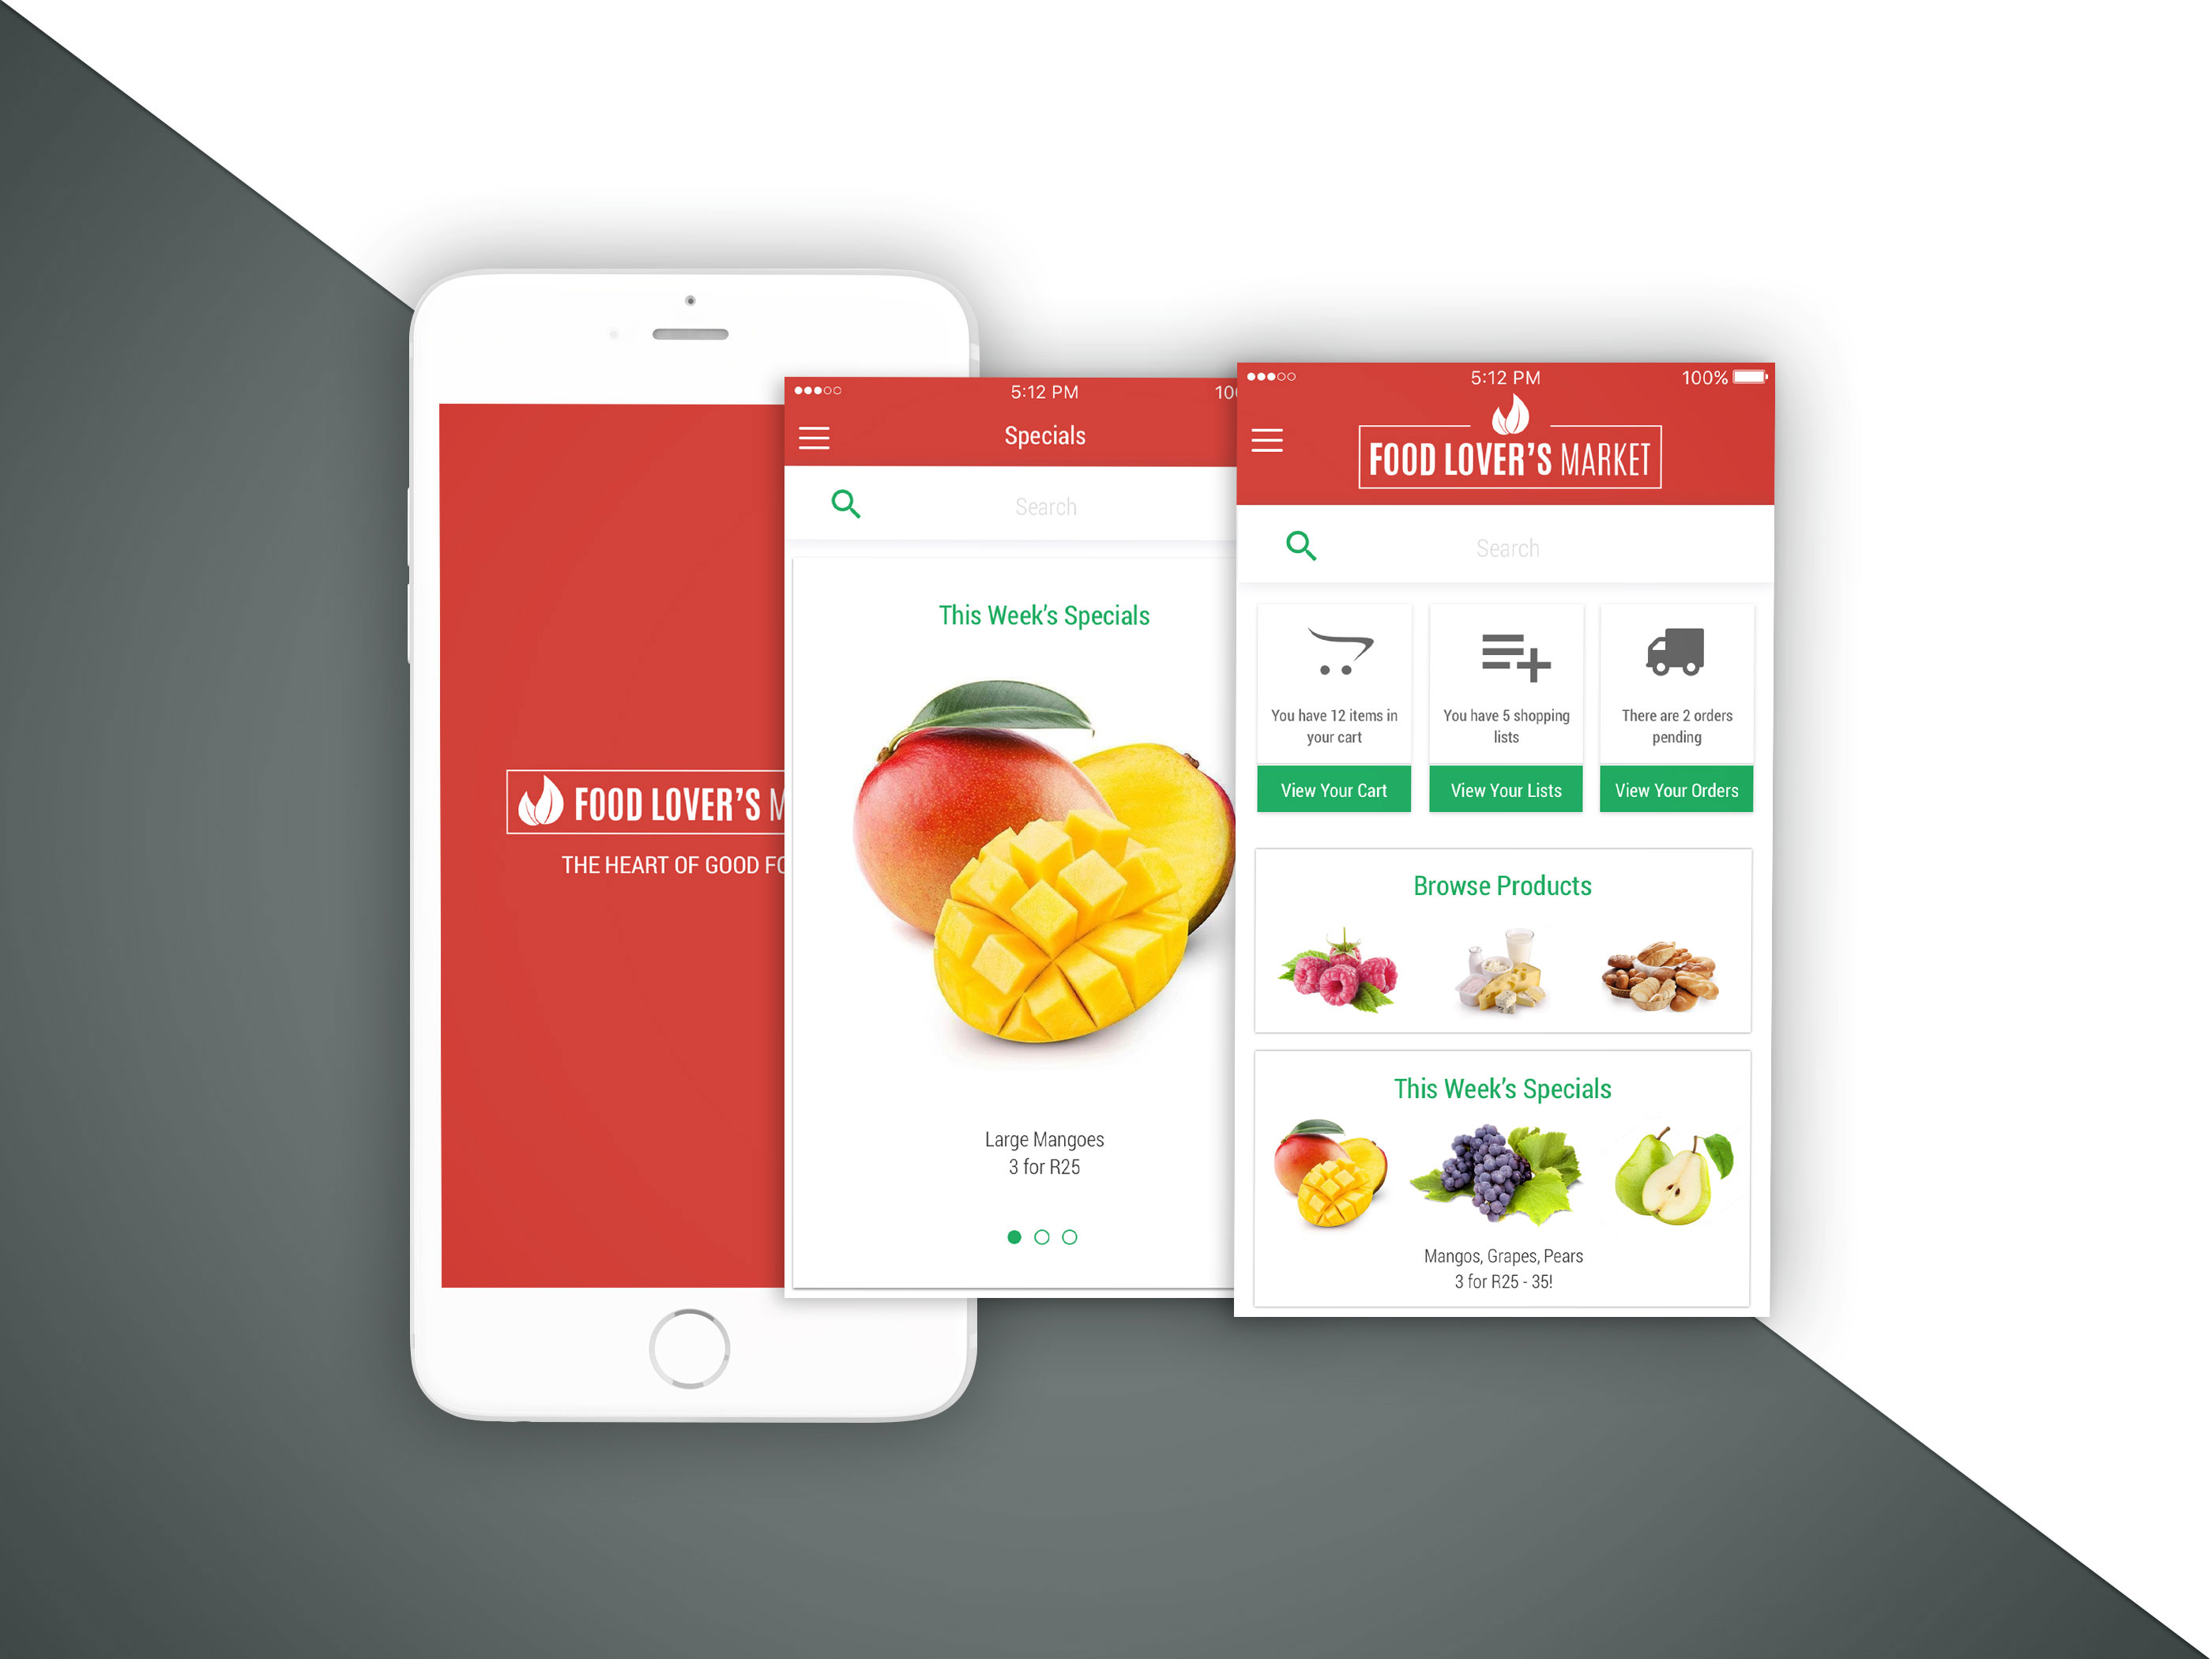 FOOD LOVER'S
THE HEART OF GOOD
5:12 PM
Specials
Search
This Week's Specials
Large Mangoes
3 for R25
5:12 PM 100%
FOOD LOVER'S MARKET
Search
You have 12 items in
your cart
View Your Cart
You have 5 shopping
lists
View Your Lists
There are 2 orders
pending
View Your Orders
Browse Products
This Week's Specials
Mangos, Grapes, Pears
3 for R25 - 35!